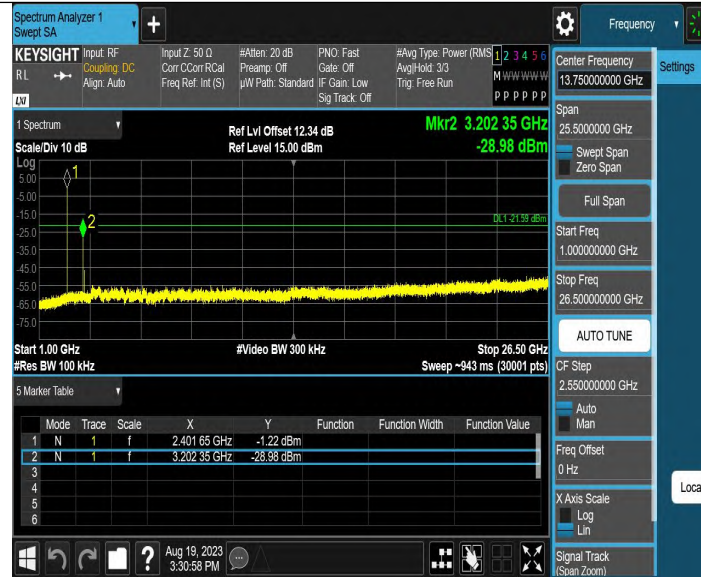 Spectrum Analyzer 1
Swept SA
Frequency
KEYSIGHT
RL
LXI
Input: RF
Coupling: DC
Align: Auto
Input Z: 50 Ω
Corr CCorr RCal
Freq Ref: Int (S)
#Atten: 20 dB
Preamp: Off
µW Path: Standard
PNO: Fast
Gate: Off
IF Gain: Low
Sig Track: Off
#Avg Type: Power (RMS
Avg|Hold: 3/3
Trig: Free Run
1 2 3 4 5 6
M W W W W W
P P P P P P
1 Spectrum
Scale/Div 10 dB
Ref Lvl Offset 12.34 dB
Ref Level 15.00 dBm
Mkr2 3.202 35 GHz
-28.98 dBm
Log
5.00
-5.00
-15.0
-25.0
-35.0
-45.0
-55.0
-65.0
-75.0
1
2
DL1 -21.59 dBm
Start 1.00 GHz
#Video BW 300 kHz
Stop 26.50 GHz
#Res BW 100 kHz
Sweep ~943 ms (30001 pts)
5 Marker Table
Mode Trace Scale X Y Function Function Width Function Value
1 N 1 f 2.401 65 GHz -1.22 dBm
2 N 1 f 3.202 35 GHz -28.98 dBm
3
4
5
6
?
Aug 19, 2023
3:30:58 PM
Center Frequency
13.750000000 GHz
Settings
Span
25.5000000 GHz
Swept Span
Zero Span
Full Span
Start Freq
1.000000000 GHz
Stop Freq
26.500000000 GHz
AUTO TUNE
CF Step
2.550000000 GHz
Auto
Man
Freq Offset
0 Hz
X Axis Scale
Log
Lin
Loca
Signal Track
(Span Zoom)